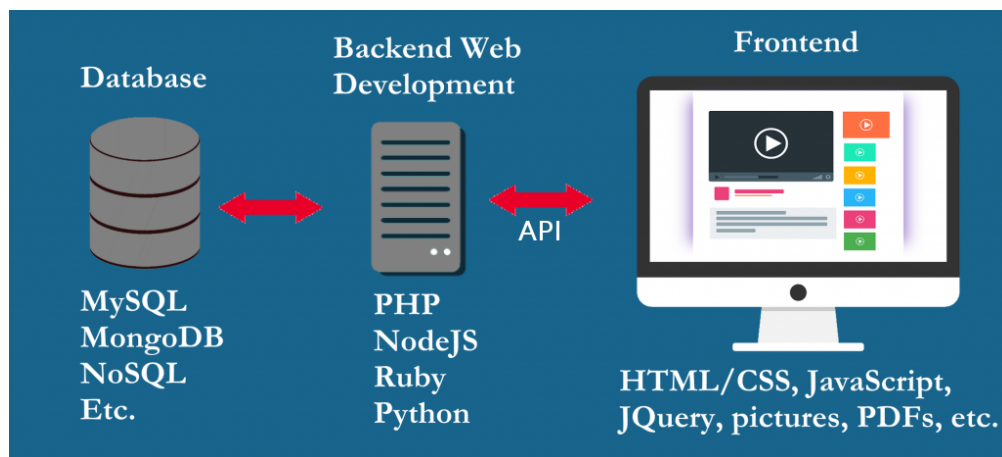 Database
MySQL
MongoDB
NoSQL
Etc.
Backend Web
Development
PHP
NodeJS
Ruby
Python
API
Frontend
HTML/CSS, JavaScript,
JQuery, pictures, PDFs, etc.